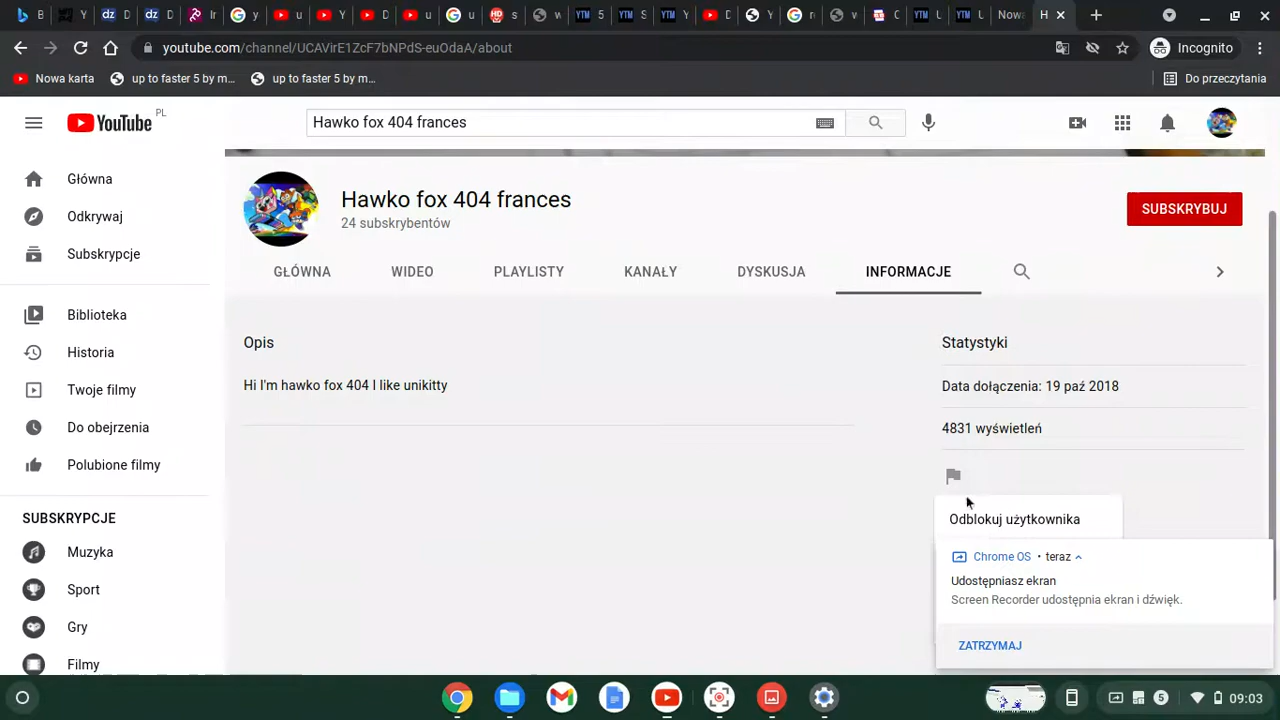 B
Y
D
D
In
y
u
Y
D
u
u
s
w
5
S
Y
D
Y
r
w
C
L
L
Nowa
H
youtube.com/channel/UCAVirE1ZcF7bNPdS-euOdaA/about
Incognito
Nowa karta
up to faster 5 by m...
up to faster 5 by m...
Do przeczytania
YouTube PL
Hawko fox 404 frances
Główna
Odkrywaj
Subskrypcje
Biblioteka
Historia
Twoje filmy
Do obejrzenia
Polubione filmy
SUBSKRYPCJE
Muzyka
Sport
Gry
Filmy
Hawko fox 404 frances
24 subskrybentów
SUBSKRYBUJ
GŁÓWNA
WIDEO
PLAYLISTY
KANAŁY
DYSKUSJA
INFORMACJE
Opis
Hi I'm hawko fox 404 I like unikitty
Statystyki
Data dołączenia: 19 paź 2018
4831 wyświetleń
Odblokuj użytkownika
Chrome OS • teraz
Udostępniasz ekran
Screen Recorder udostępnia ekran i dźwięk.
ZATRZYMAJ
5
09:03